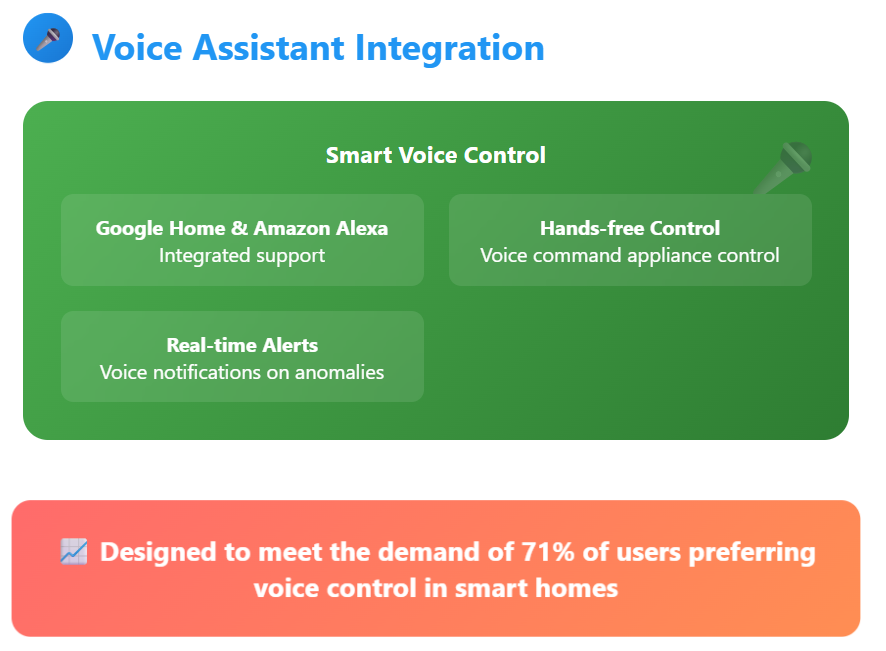 Voice Assistant Integration
Smart Voice Control
Google Home & Amazon Alexa
Integrated support
Hands-free Control
Voice command appliance control
Real-time Alerts
Voice notifications on anomalies
Designed to meet the demand of 71% of users preferring
voice control in smart homes